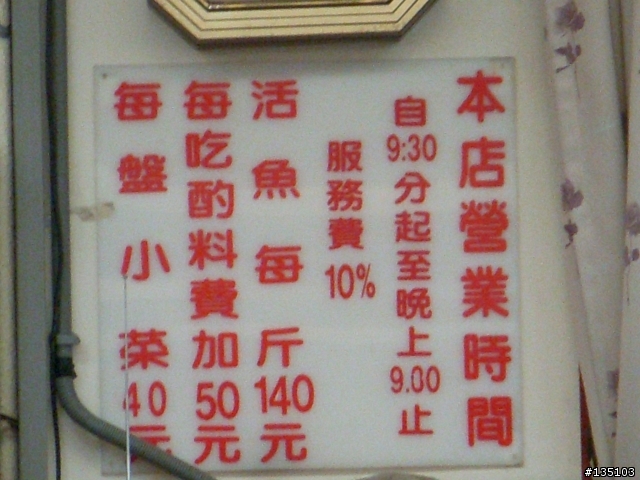 本店營業時間
自9:30分起至晚上9.00止
服務費10%
活魚每斤140元
每吃酌料費加50元
每盤小菜40元
#135103